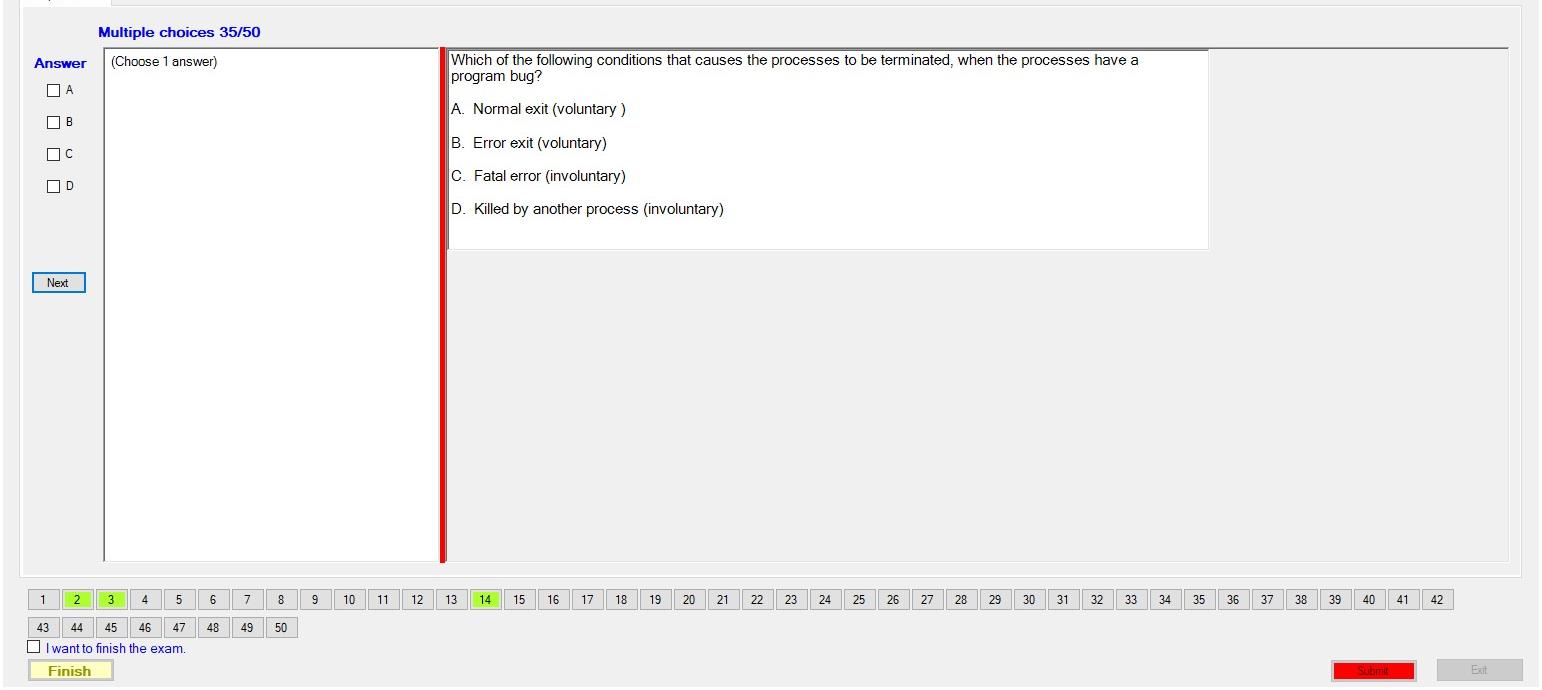 Multiple choices 35/50
Answer
(Choose 1 answer)
A
B
C
D
Next
Which of the following conditions that causes the processes to be terminated, when the processes have a
program bug?
A. Normal exit (voluntary )
B. Error exit (voluntary)
C. Fatal error (involuntary)
D. Killed by another process (involuntary)
1 2 3 4 5 6 7 8 9 10 11 12 13 14 15 16 17 18 19 20 21 22 23 24 25 26 27 28 29 30 31 32 33 34 35 36 37 38 39 40 41 42
43 44 45 46 47 48 49 50
I want to finish the exam.
Finish
Submit
Exit